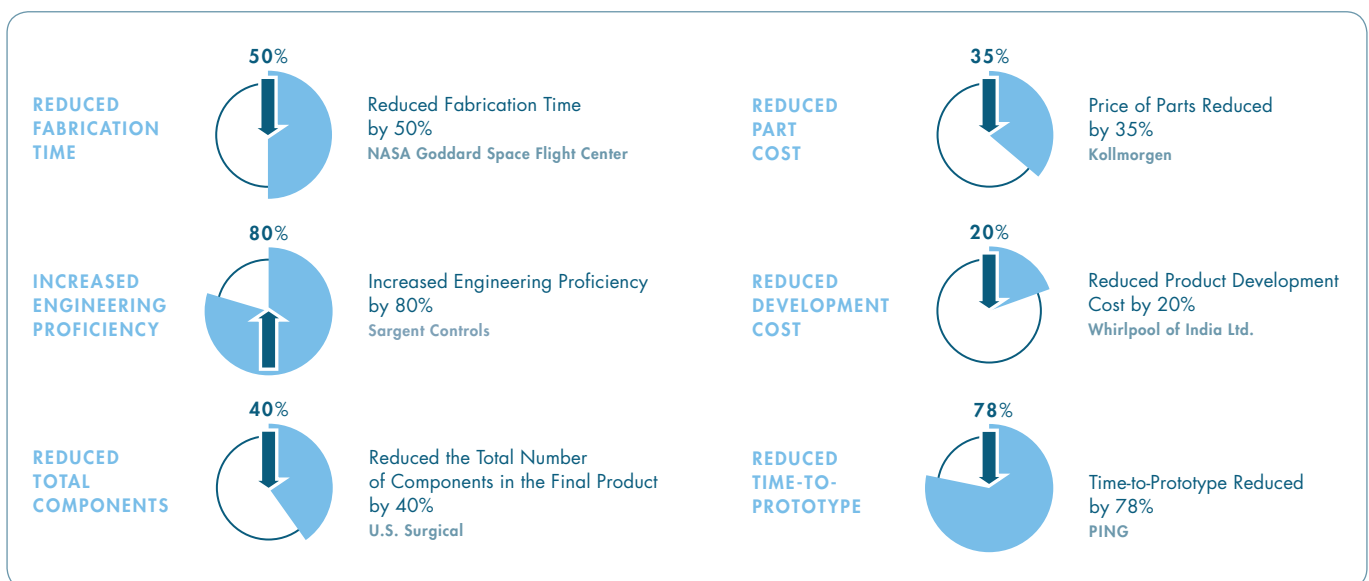 50%
REDUCED
FABRICATION
TIME
Reduced Fabrication Time
by 50%
NASA Goddard Space Flight Center
35%
REDUCED
PART
COST
Price of Parts Reduced
by 35%
Kollmorgen
80%
INCREASED
ENGINEERING
PROFICIENCY
Increased Engineering Proficiency
by 80%
Sargent Controls
20%
REDUCED
DEVELOPMENT
COST
Reduced Product Development
Cost by 20%
Whirlpool of India Ltd.
40%
REDUCED
TOTAL
COMPONENTS
Reduced the Total Number
of Components in the Final Product
by 40%
U.S. Surgical
78%
REDUCED
TIME-TO-
PROTOTYPE
Time-to-Prototype Reduced
by 78%
PING